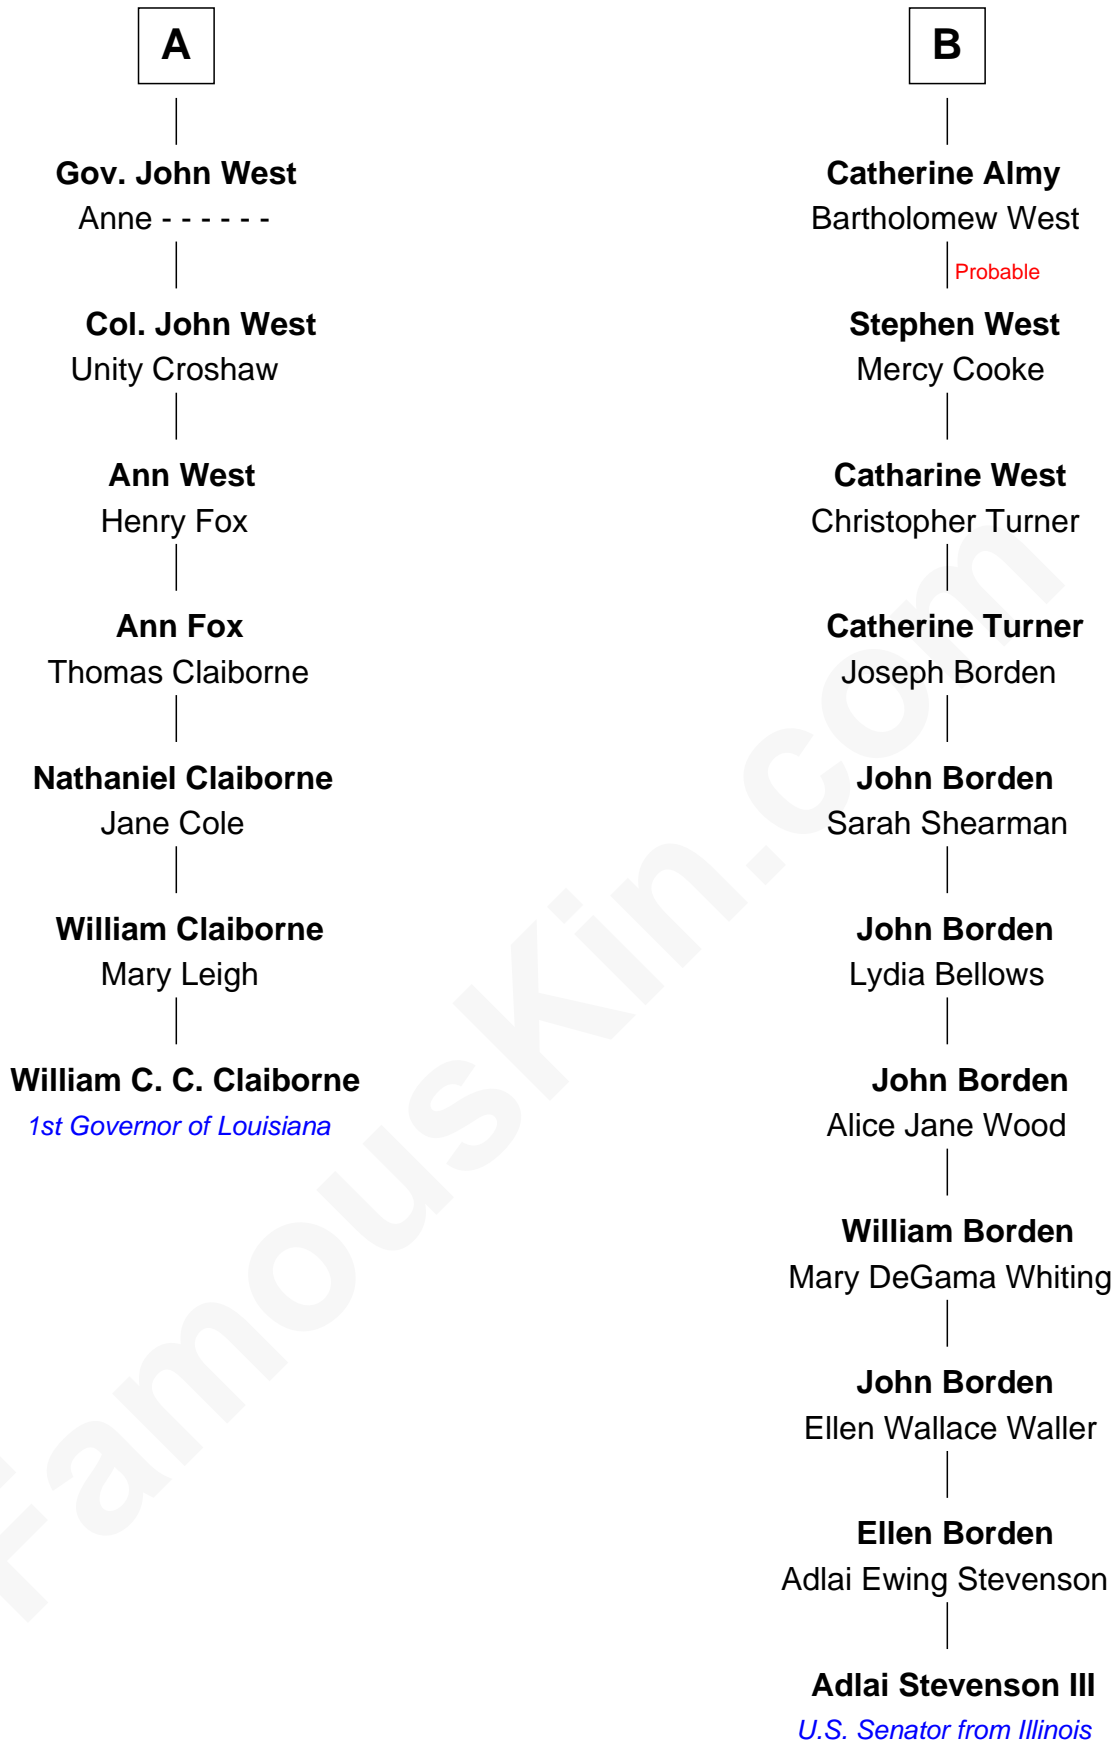 A
Gov. John West
Anne - - - - - -
Col. John West
Unity Croshaw
Ann West
Henry Fox
Ann Fox
Thomas Claiborne
Nathaniel Claiborne
Jane Cole
William Claiborne
Mary Leigh
William C. C. Claiborne
1st Governor of Louisiana
B
Catherine Almy
Bartholomew West
Probable
Stephen West
Mercy Cooke
Catharine West
Christopher Turner
Catherine Turner
Joseph Borden
John Borden
Sarah Shearman
John Borden
Lydia Bellows
John Borden
Alice Jane Wood
William Borden
Mary DeGama Whiting
John Borden
Ellen Wallace Waller
Ellen Borden
Adlai Ewing Stevenson
Adlai Stevenson III
U.S. Senator from Illinois
FamousKin.com